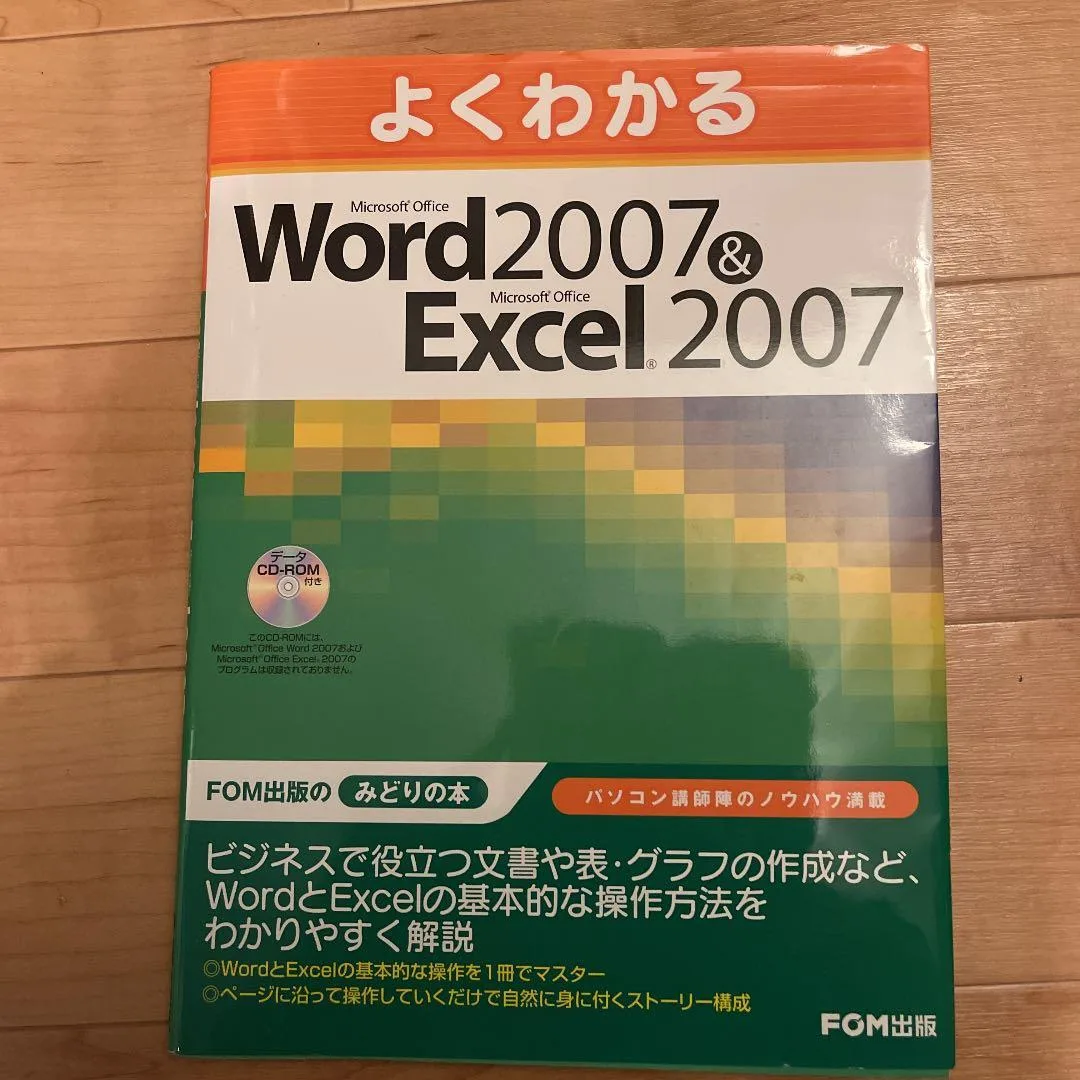 よくわかる
Microsoft® Office
Word2007&
Microsoft® Office
Excel® 2007
データ
CD-ROM
付き
このCD-ROMには、
Microsoft® Office Word 2007および
Microsoft® Office Excel® 2007の
プログラムは収録されておりません。
FOM出版の みどりの本
パソコン講師陣のノウハウ満載
ビジネスで役立つ文書や表・グラフの作成など、
WordとExcelの基本的な操作方法を
わかりやすく解説
◎WordとExcelの基本的な操作を1冊でマスター
◎ページに沿って操作していくだけで自然に身に付くストーリー構成
FOM出版